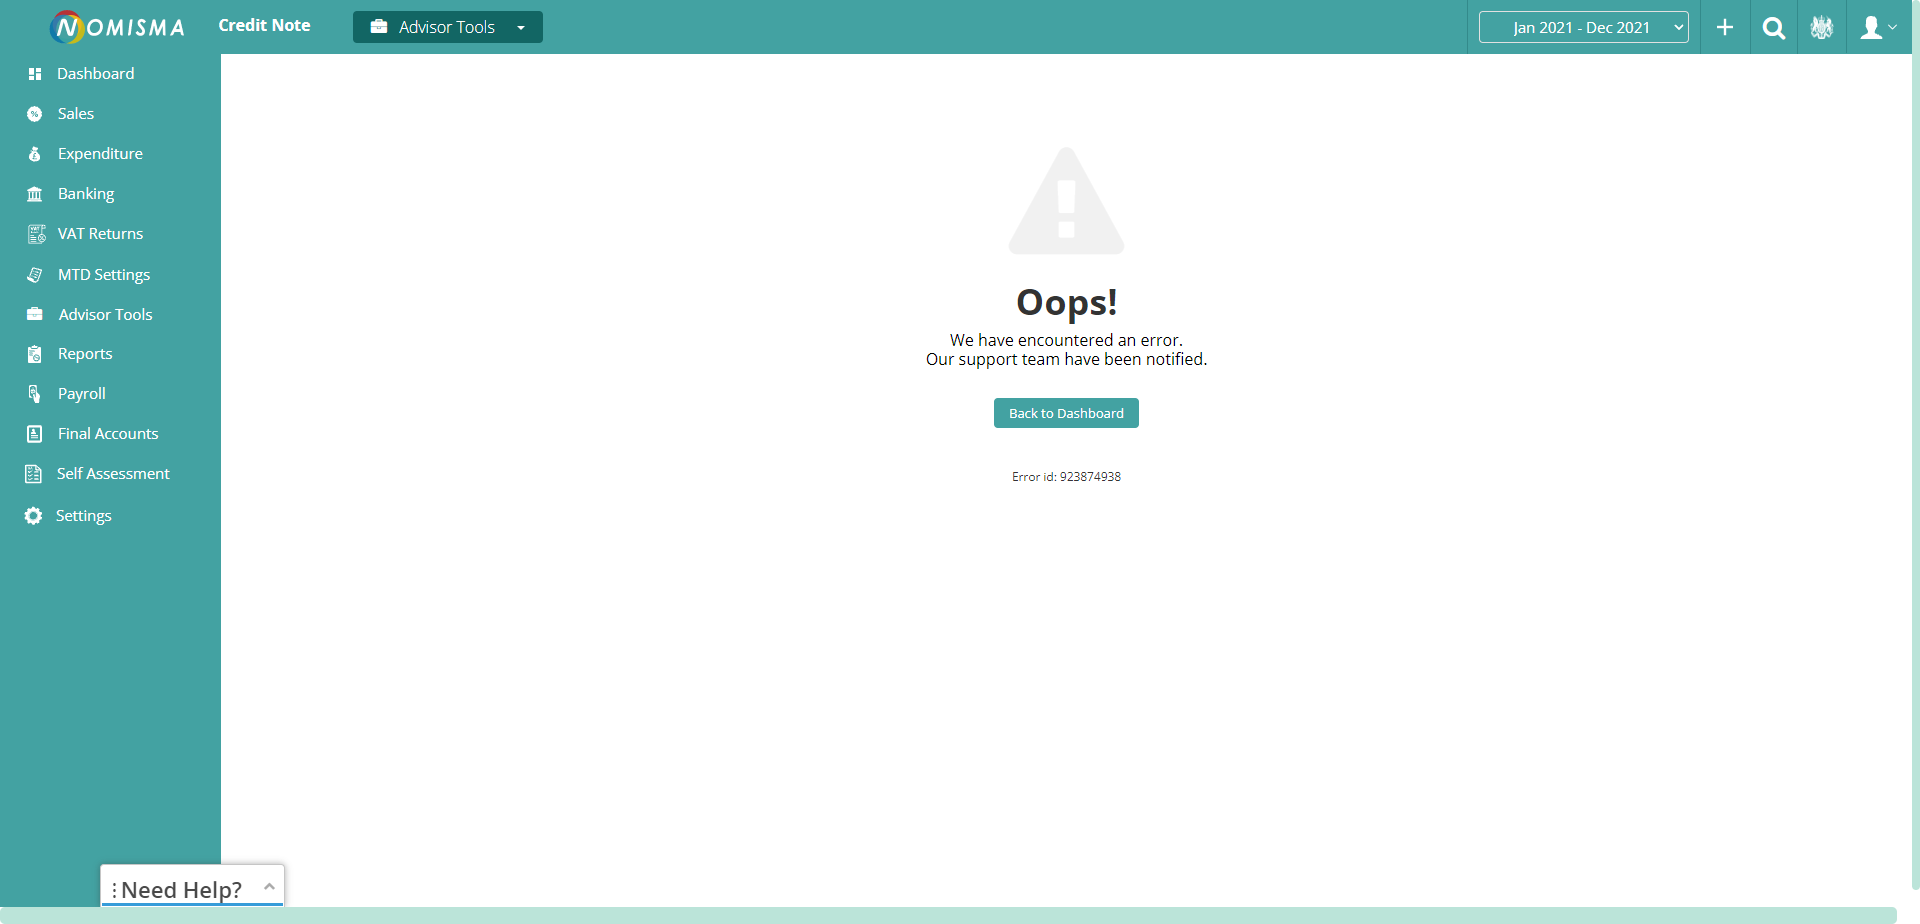 NOMISMA
Credit Note
Advisor Tools
Jan 2021 - Dec 2021
Dashboard
Sales
Expenditure
Banking
VAT Returns
MTD Settings
Advisor Tools
Reports
Payroll
Final Accounts
Self Assessment
Settings
Oops!
We have encountered an error.
Our support team have been notified.
Back to Dashboard
Error id: 923874938
Need Help?